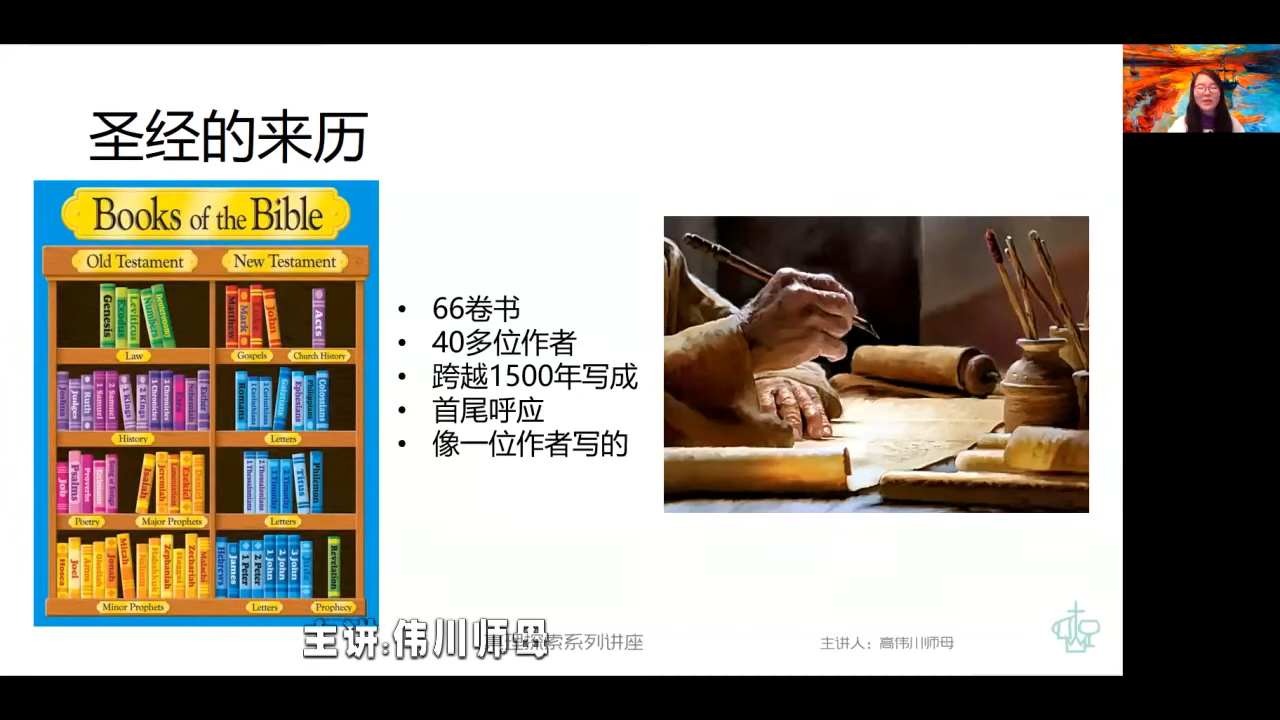 圣经的来历
Books of the Bible
Old Testament
New Testament
Genesis
Exodus
Leviticus
Numbers
Deuteronomy
Matthew
Mark
John
Acts
Law
Gospels
Church History
Joshua
Judges
Ruth
1 Samuel
2 Samuel
1 Kings
2 Kings
1 Chronicles
2 Chronicles
Ezra
Nehemiah
Esther
Romans
1 Corinthians
2 Corinthians
Galatians
Ephesians
Philippians
Colossians
History
Letters
Job
Psalms
Proverbs
Isaiah
Jeremiah
Lamentations
Ezekiel
Daniel
1 Thessalonians
2 Thessalonians
1 Timothy
2 Timothy
Titus
Philemon
Poetry
Major Prophets
Letters
Hosea
Joel
Amos
Obadiah
Jonah
Micah
Nahum
Habakkuk
Zephaniah
Haggai
Zechariah
Malachi
Hebrews
James
1 Peter
2 Peter
1 John
2 John
3 John
Jude
Revelation
Minor Prophets
Letters
Prophecy
• 66卷书
• 40多位作者
• 跨越1500年写成
• 首尾呼应
• 像一位作者写的
主讲:伟川师母
理探索系列讲座
主讲人：高伟川师母